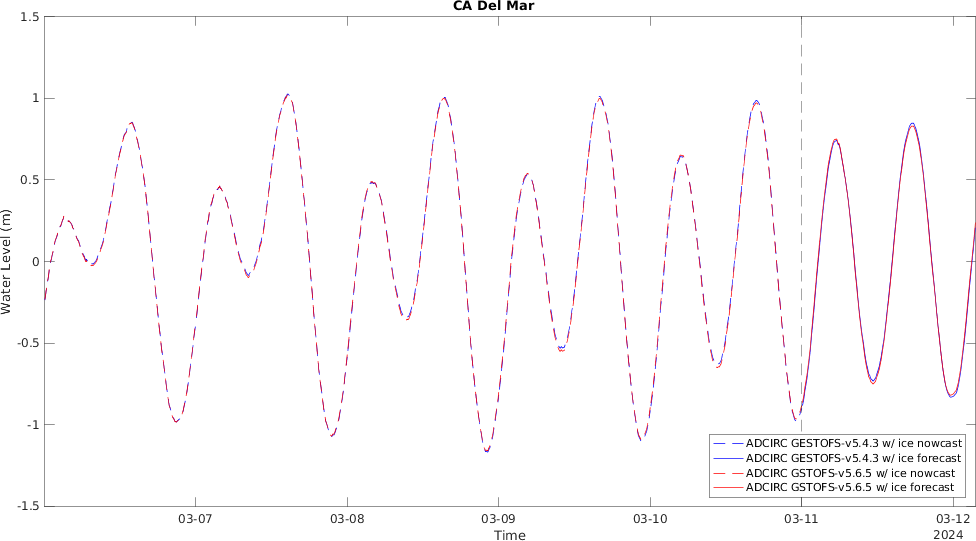 CA Del Mar
1.5
1
0.5
0
-0.5
-1
-1.5
Water Level (m)
03-07 03-08 03-09 03-10 03-11 03-12
Time
2024
ADCIRC GESTOFS-v5.4.3 w/ ice nowcast
ADCIRC GESTOFS-v5.4.3 w/ ice forecast
ADCIRC GSTOFS-v5.6.5 w/ ice nowcast
ADCIRC GSTOFS-v5.6.5 w/ ice forecast